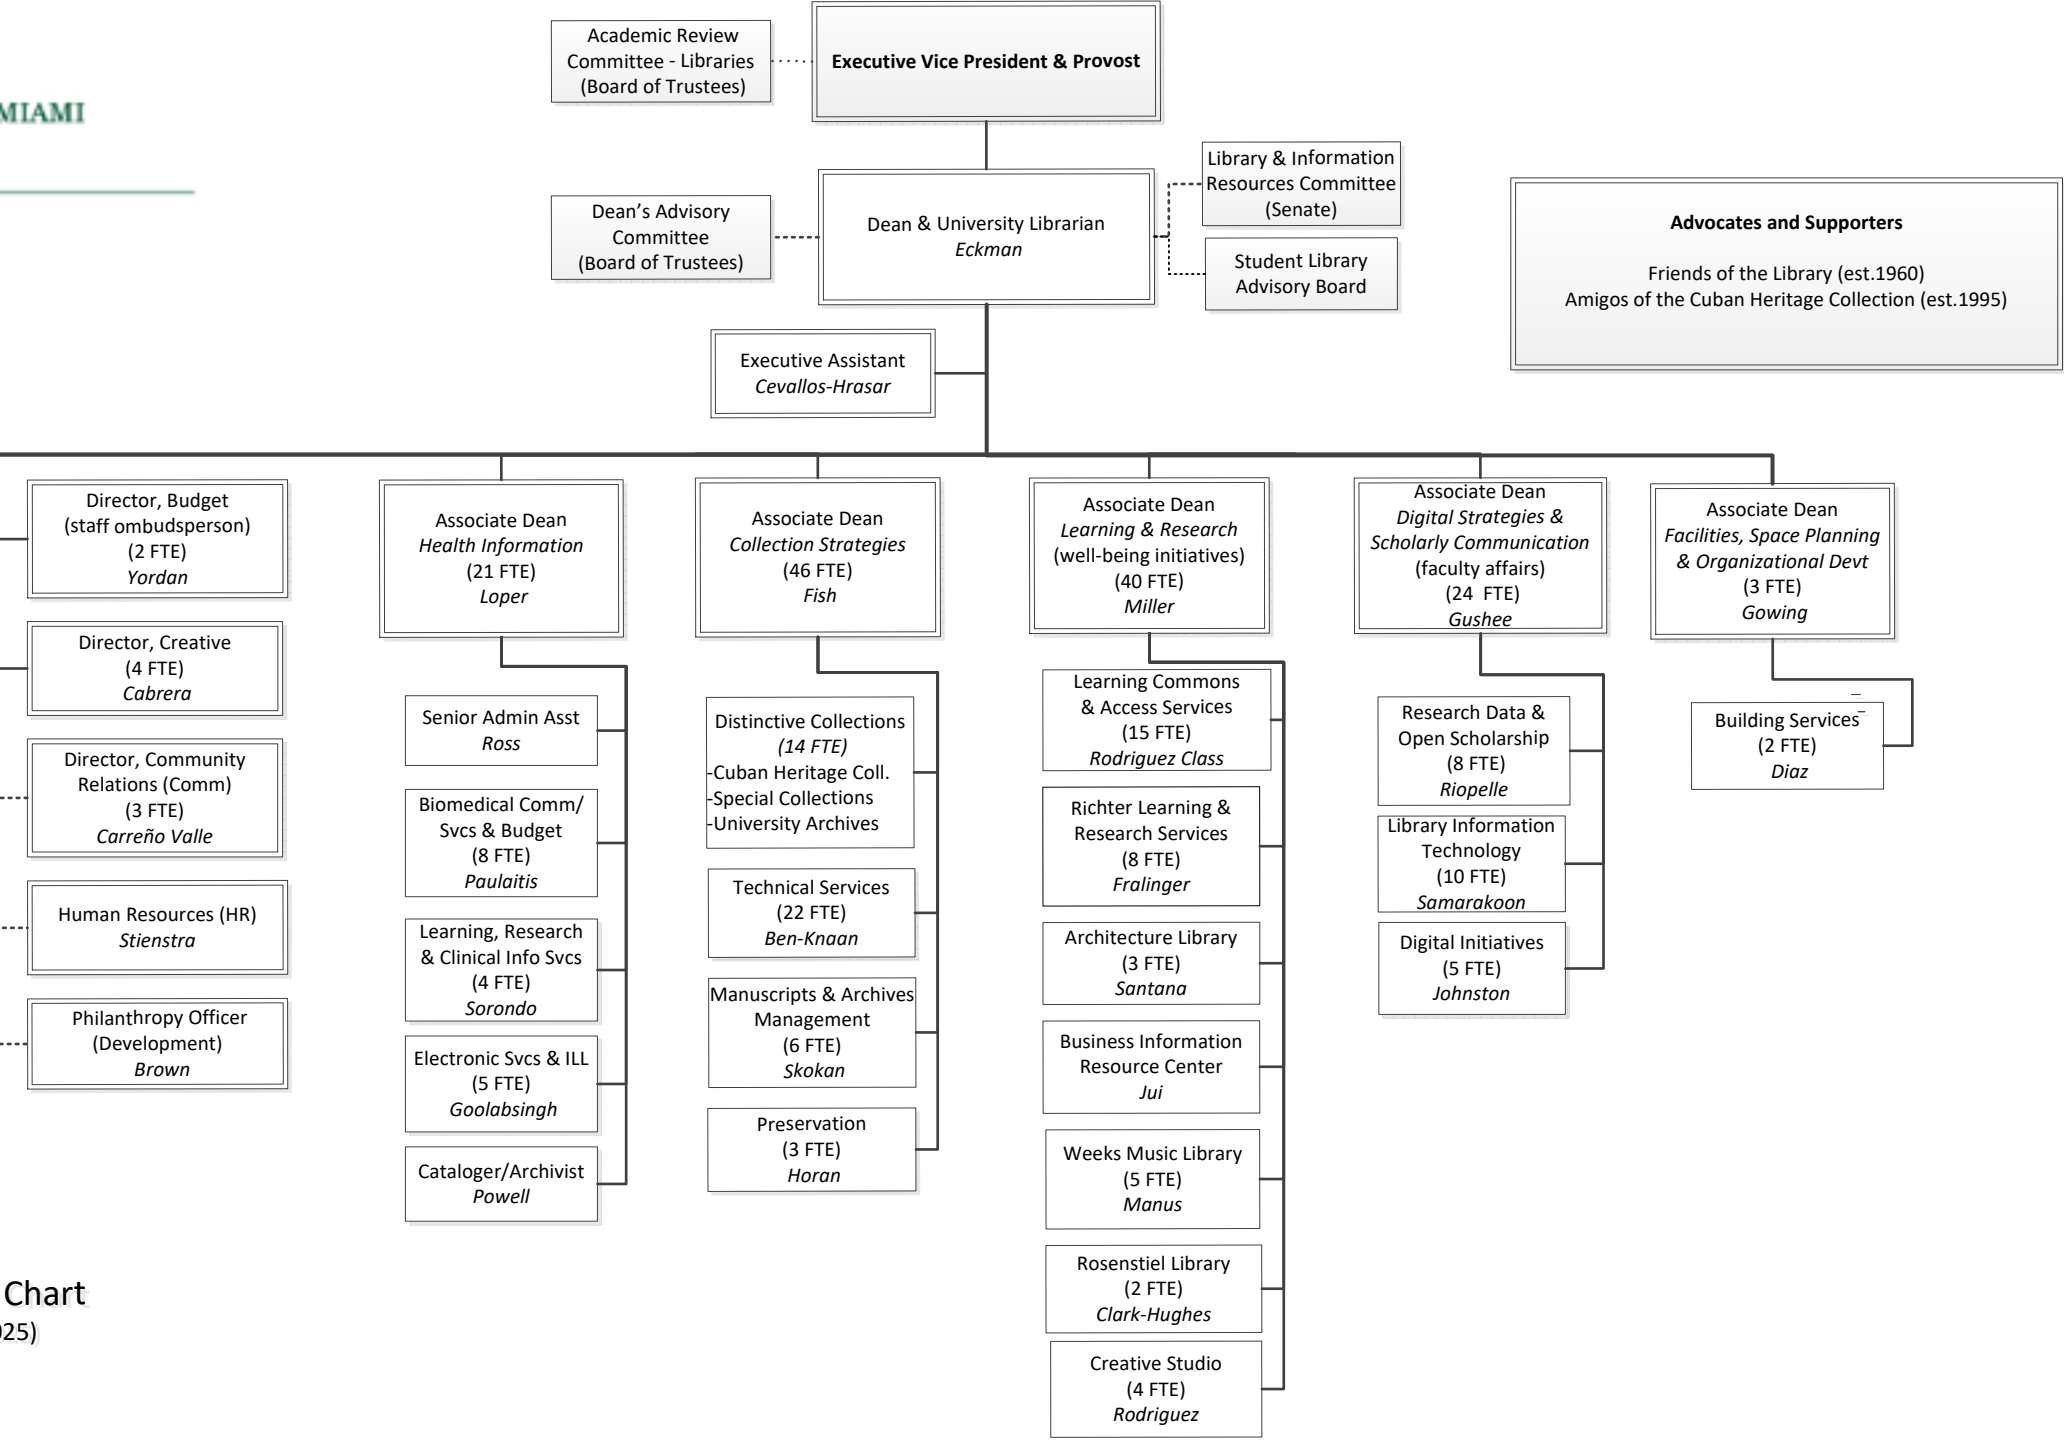 Academic Review
Committee - Libraries
(Board of Trustees)
Executive Vice President & Provost
MIAMI
Library & Information
Resources Committee
(Senate)
Dean's Advisory
Committee
(Board of Trustees)
Dean & University Librarian
Eckman
Student Library
Advisory Board
Advocates and Supporters
Friends of the Library (est.1960)
Amigos of the Cuban Heritage Collection (est.1995)
Executive Assistant
Cevallos-Hrasar
Director, Budget
(staff ombudsperson)
(2 FTE)
Yordan
Director, Creative
(4 FTE)
Cabrera
Director, Community
Relations (Comm)
(3 FTE)
Carreño Valle
Human Resources (HR)
Stienstra
Philanthropy Officer
(Development)
Brown
Associate Dean
Health Information
(21 FTE)
Loper
Senior Admin Asst
Ross
Biomedical Comm/
Svcs & Budget
(8 FTE)
Paulaitis
Learning, Research
& Clinical Info Svcs
(4 FTE)
Sorondo
Electronic Svcs & ILL
(5 FTE)
Goolabsingh
Cataloger/Archivist
Powell
Associate Dean
Collection Strategies
(46 FTE)
Fish
Distinctive Collections
(14 FTE)
-Cuban Heritage Coll.
-Special Collections
-University Archives
Technical Services
(22 FTE)
Ben-Knaan
Manuscripts & Archives
Management
(6 FTE)
Skokan
Preservation
(3 FTE)
Horan
Associate Dean
Learning & Research
(well-being initiatives)
(40 FTE)
Miller
Learning Commons
& Access Services
(15 FTE)
Rodriguez Class
Richter Learning &
Research Services
(8 FTE)
Fralinger
Architecture Library
(3 FTE)
Santana
Business Information
Resource Center
Jui
Weeks Music Library
(5 FTE)
Manus
Rosenstiel Library
(2 FTE)
Clark-Hughes
Creative Studio
(4 FTE)
Rodriguez
Associate Dean
Digital Strategies &
Scholarly Communication
(faculty affairs)
(24 FTE)
Gushee
Research Data &
Open Scholarship
(8 FTE)
Riopelle
Library Information
Technology
(10 FTE)
Samarakoon
Digital Initiatives
(5 FTE)
Johnston
Associate Dean
Facilities, Space Planning
& Organizational Devt
(3 FTE)
Gowing
Building Services
(2 FTE)
Diaz
Chart
025)